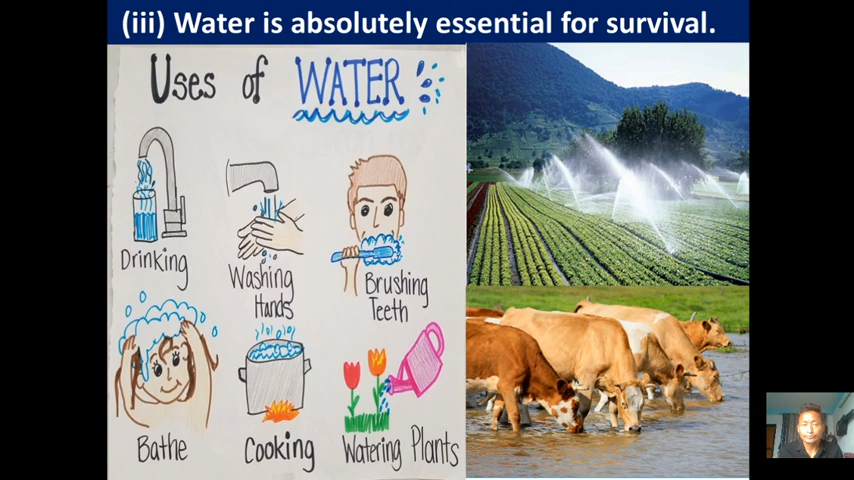 (iii) Water is absolutely essential for survival.
Uses of WATER
Drinking
Washing
Hands
Brushing
Teeth
Bathe
Cooking
Watering Plants